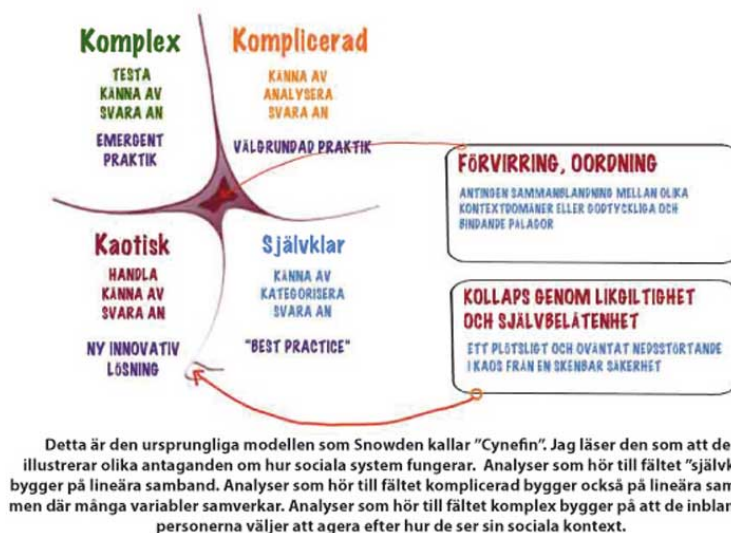 Komplex
TESTA
KÄNNA AV
SVARA AN
EMERGENT
PRAKTIK
Komplicerad
KÄNNA AV
ANALYSERA
SVARA AN
VÄLGRUNDAD PRAKTIK
FÖRVIRRING, OORDNING
ANTINGEN SAMMANBLANDNING MELLAN OLIKA
KONTEXTDOMÄNER ELLER GODTYCKLIGA OCH
BINDANDE PÅLAGOR
Kaotisk
HANDLA
KÄNNA AV
SVARA AN
NY INNOVATIV
LÖSNING
Självklar
KÄNNA AV
KATEGORISERA
SVARA AN
"BEST PRACTICE"
KOLLAPS GENOM LIKGILTIGHET
OCH SJÄLVBELÅTENHET
ETT PLÖTSLIGT OCH OVÄNTAT NEDSSTÖRTANDE
I KAOS FRÅN EN SKENBAR SÄKERHET
Detta är den ursprungliga modellen som Snowden kallar "Cynefin". Jag läser den som att de
illustrerar olika antaganden om hur sociala system fungerar. Analyser som hör till fältet "självk
bygger på lineära samband. Analyser som hör till fältet komplicerad bygger också på lineära sam
men där många variabler samverkar. Analyser som hör till fältet komplex bygger på att de inblan
personerna väljer att agera efter hur de ser sin sociala kontext.